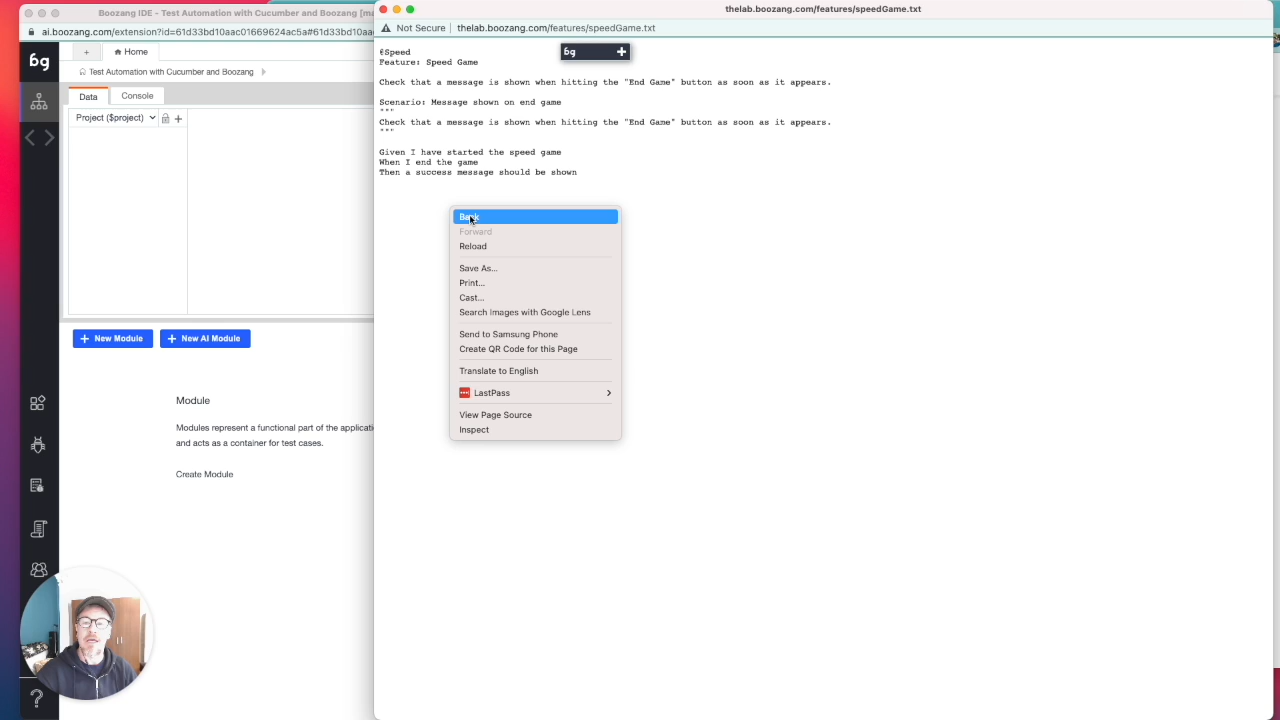 Boozang IDE - Test Automation with Cucumber and Boozang [ma
ai.boozang.com/extension?id=61d33bd10aac01669624ac5a#61d33bd10
bg
+
Home
Test Automation with Cucumber and Boozang
Data
Console
Project ($project)
+
+ New Module
+ New AI Module
Module
Modules represent a functional part of the applicati
and acts as a container for test cases.
Create Module
?
thelab.boozang.com/features/speedGame.txt
Not Secure
thelab.boozang.com/features/speedGame.txt
bg +
@Speed
Feature: Speed Game
Check that a message is shown when hitting the "End Game" button as soon as it appears.
Scenario: Message shown on end game
"""
Check that a message is shown when hitting the "End Game" button as soon as it appears.
"""
Given I have started the speed game
When I end the game
Then a success message should be shown
Back
Forward
Reload
Save As...
Print...
Cast...
Search Images with Google Lens
Send to Samsung Phone
Create QR Code for this Page
Translate to English
LastPass
View Page Source
Inspect